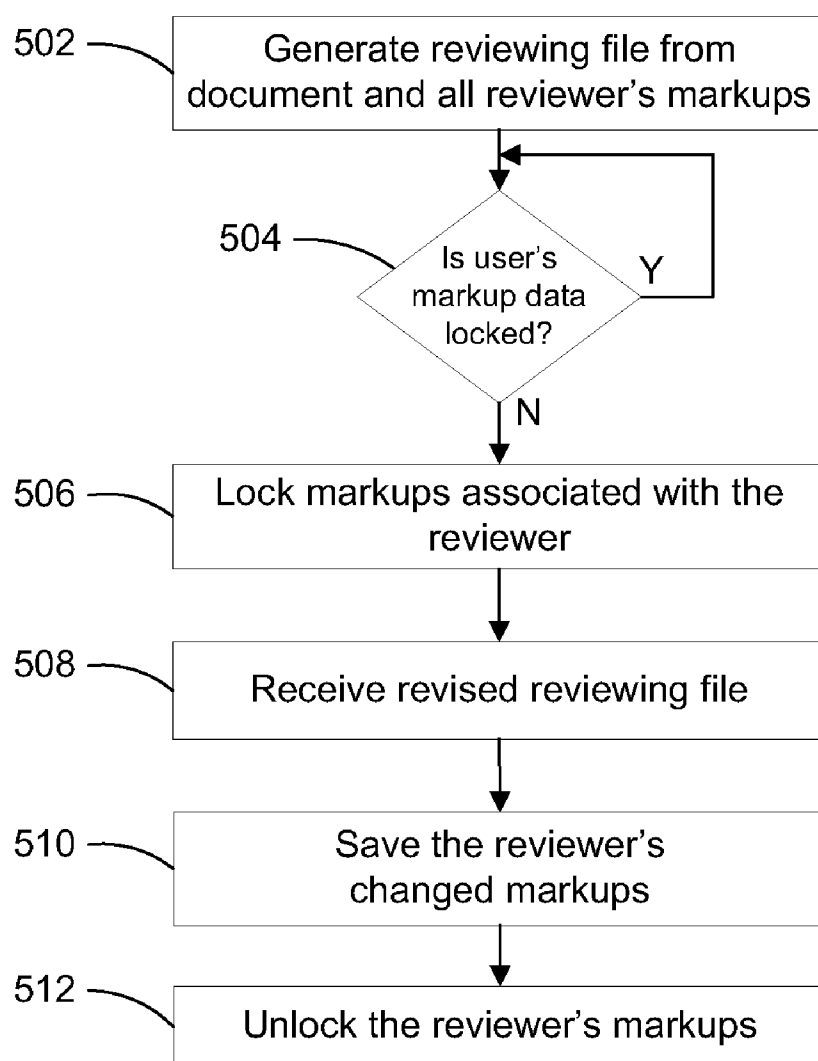 502
Generate reviewing file from
document and all reviewer's markups
504
Is user's
markup data
locked?
Y
N
506
Lock markups associated with the
reviewer
508
Receive revised reviewing file
510
Save the reviewer's
changed markups
512
Unlock the reviewer's markups